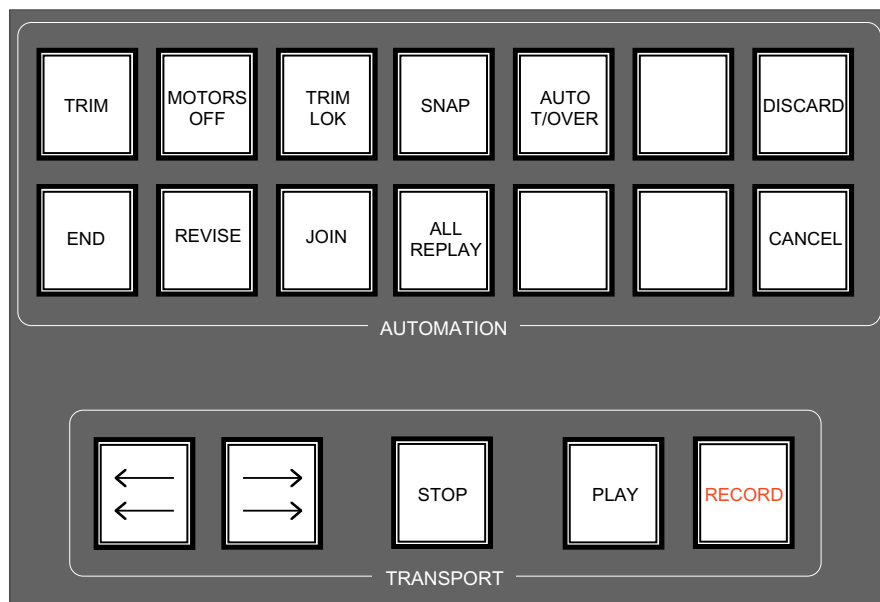 TRIM
MOTORS
OFF
TRIM
LOK
SNAP
AUTO
T/OVER
DISCARD
END
REVISE
JOIN
ALL
REPLAY
CANCEL
AUTOMATION
STOP
PLAY
RECORD
TRANSPORT